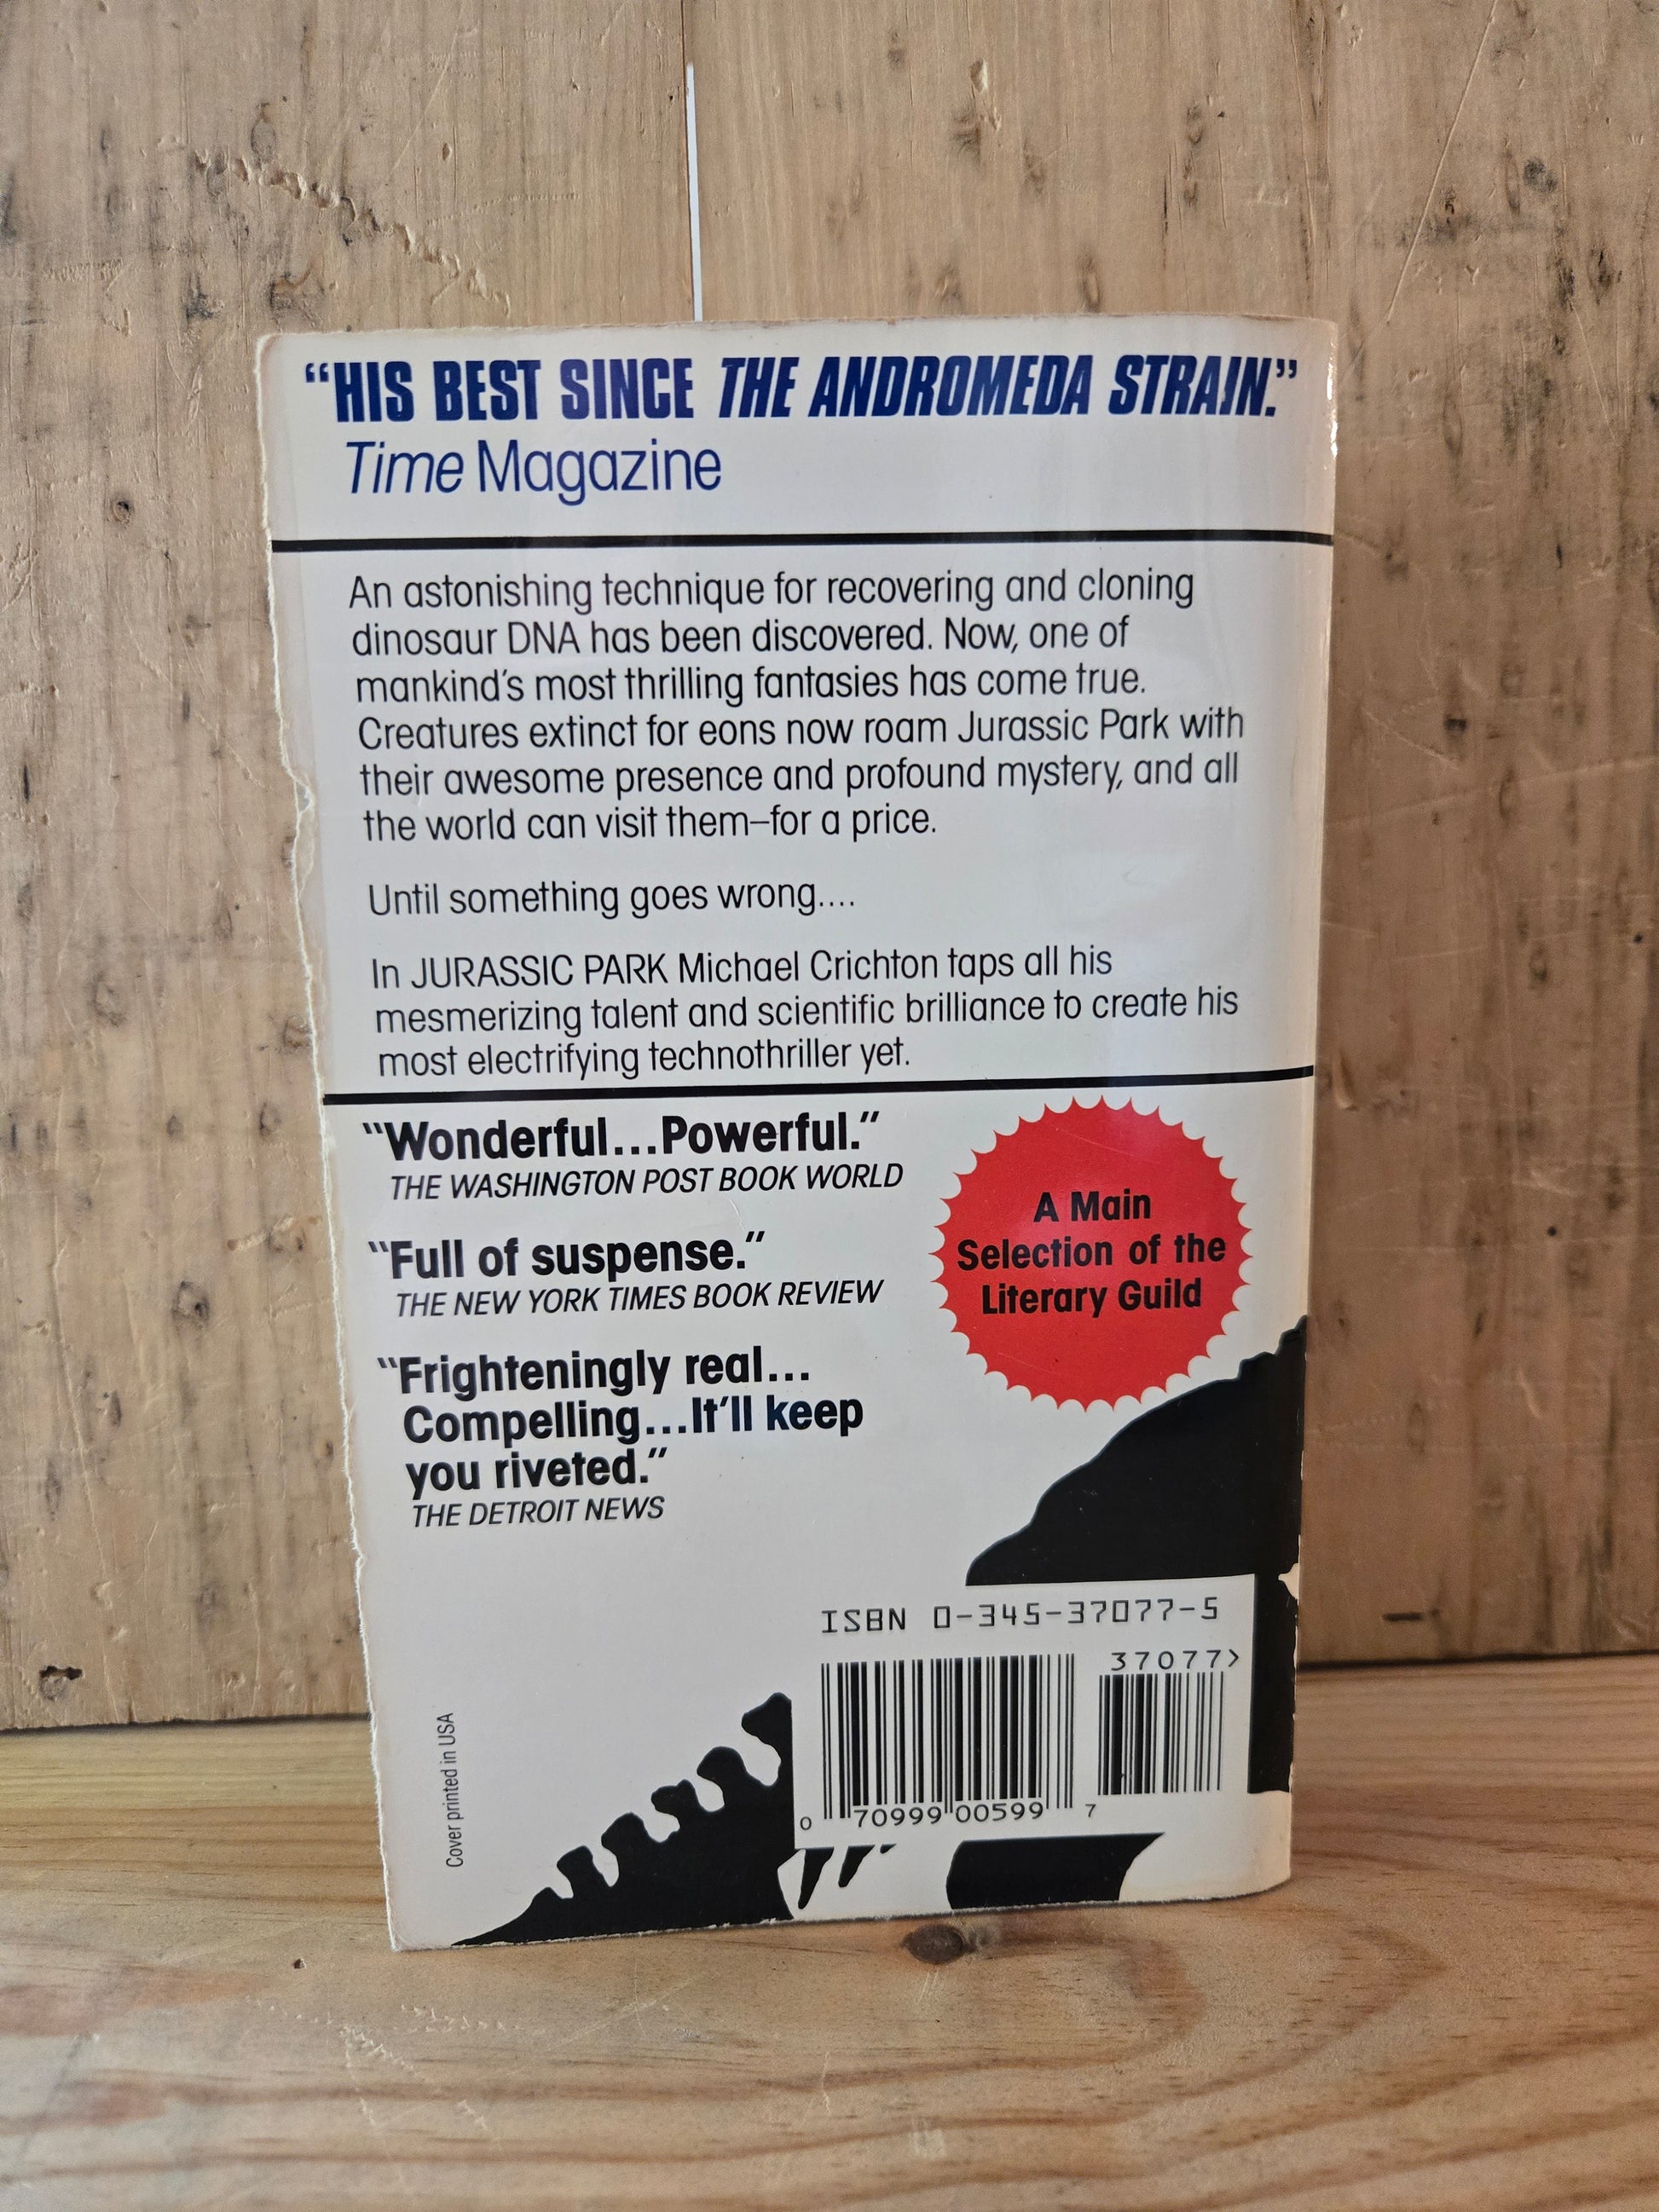 “HIS BEST SINCE THE ANDROMEDA STRAIN.”
Time Magazine
An astonishing technique for recovering and cloning
dinosaur DNA has been discovered. Now, one of
mankind's most thrilling fantasies has come true.
Creatures extinct for eons now roam Jurassic Park with
their awesome presence and profound mystery, and all
the world can visit them–for a price.
Until something goes wrong....
In JURASSIC PARK Michael Crichton taps all his
mesmerizing talent and scientific brilliance to create his
most electrifying technothriller yet.
“Wonderful...Powerful.”
THE WASHINGTON POST BOOK WORLD
“Full of suspense.”
THE NEW YORK TIMES BOOK REVIEW
“Frighteningly real...
Compelling...It'll keep
you riveted.”
THE DETROIT NEWS
A Main
Selection of the
Literary Guild
ISBN 0-345-37077-5
37077>
0 70999 00599 7
Cover printed in USA